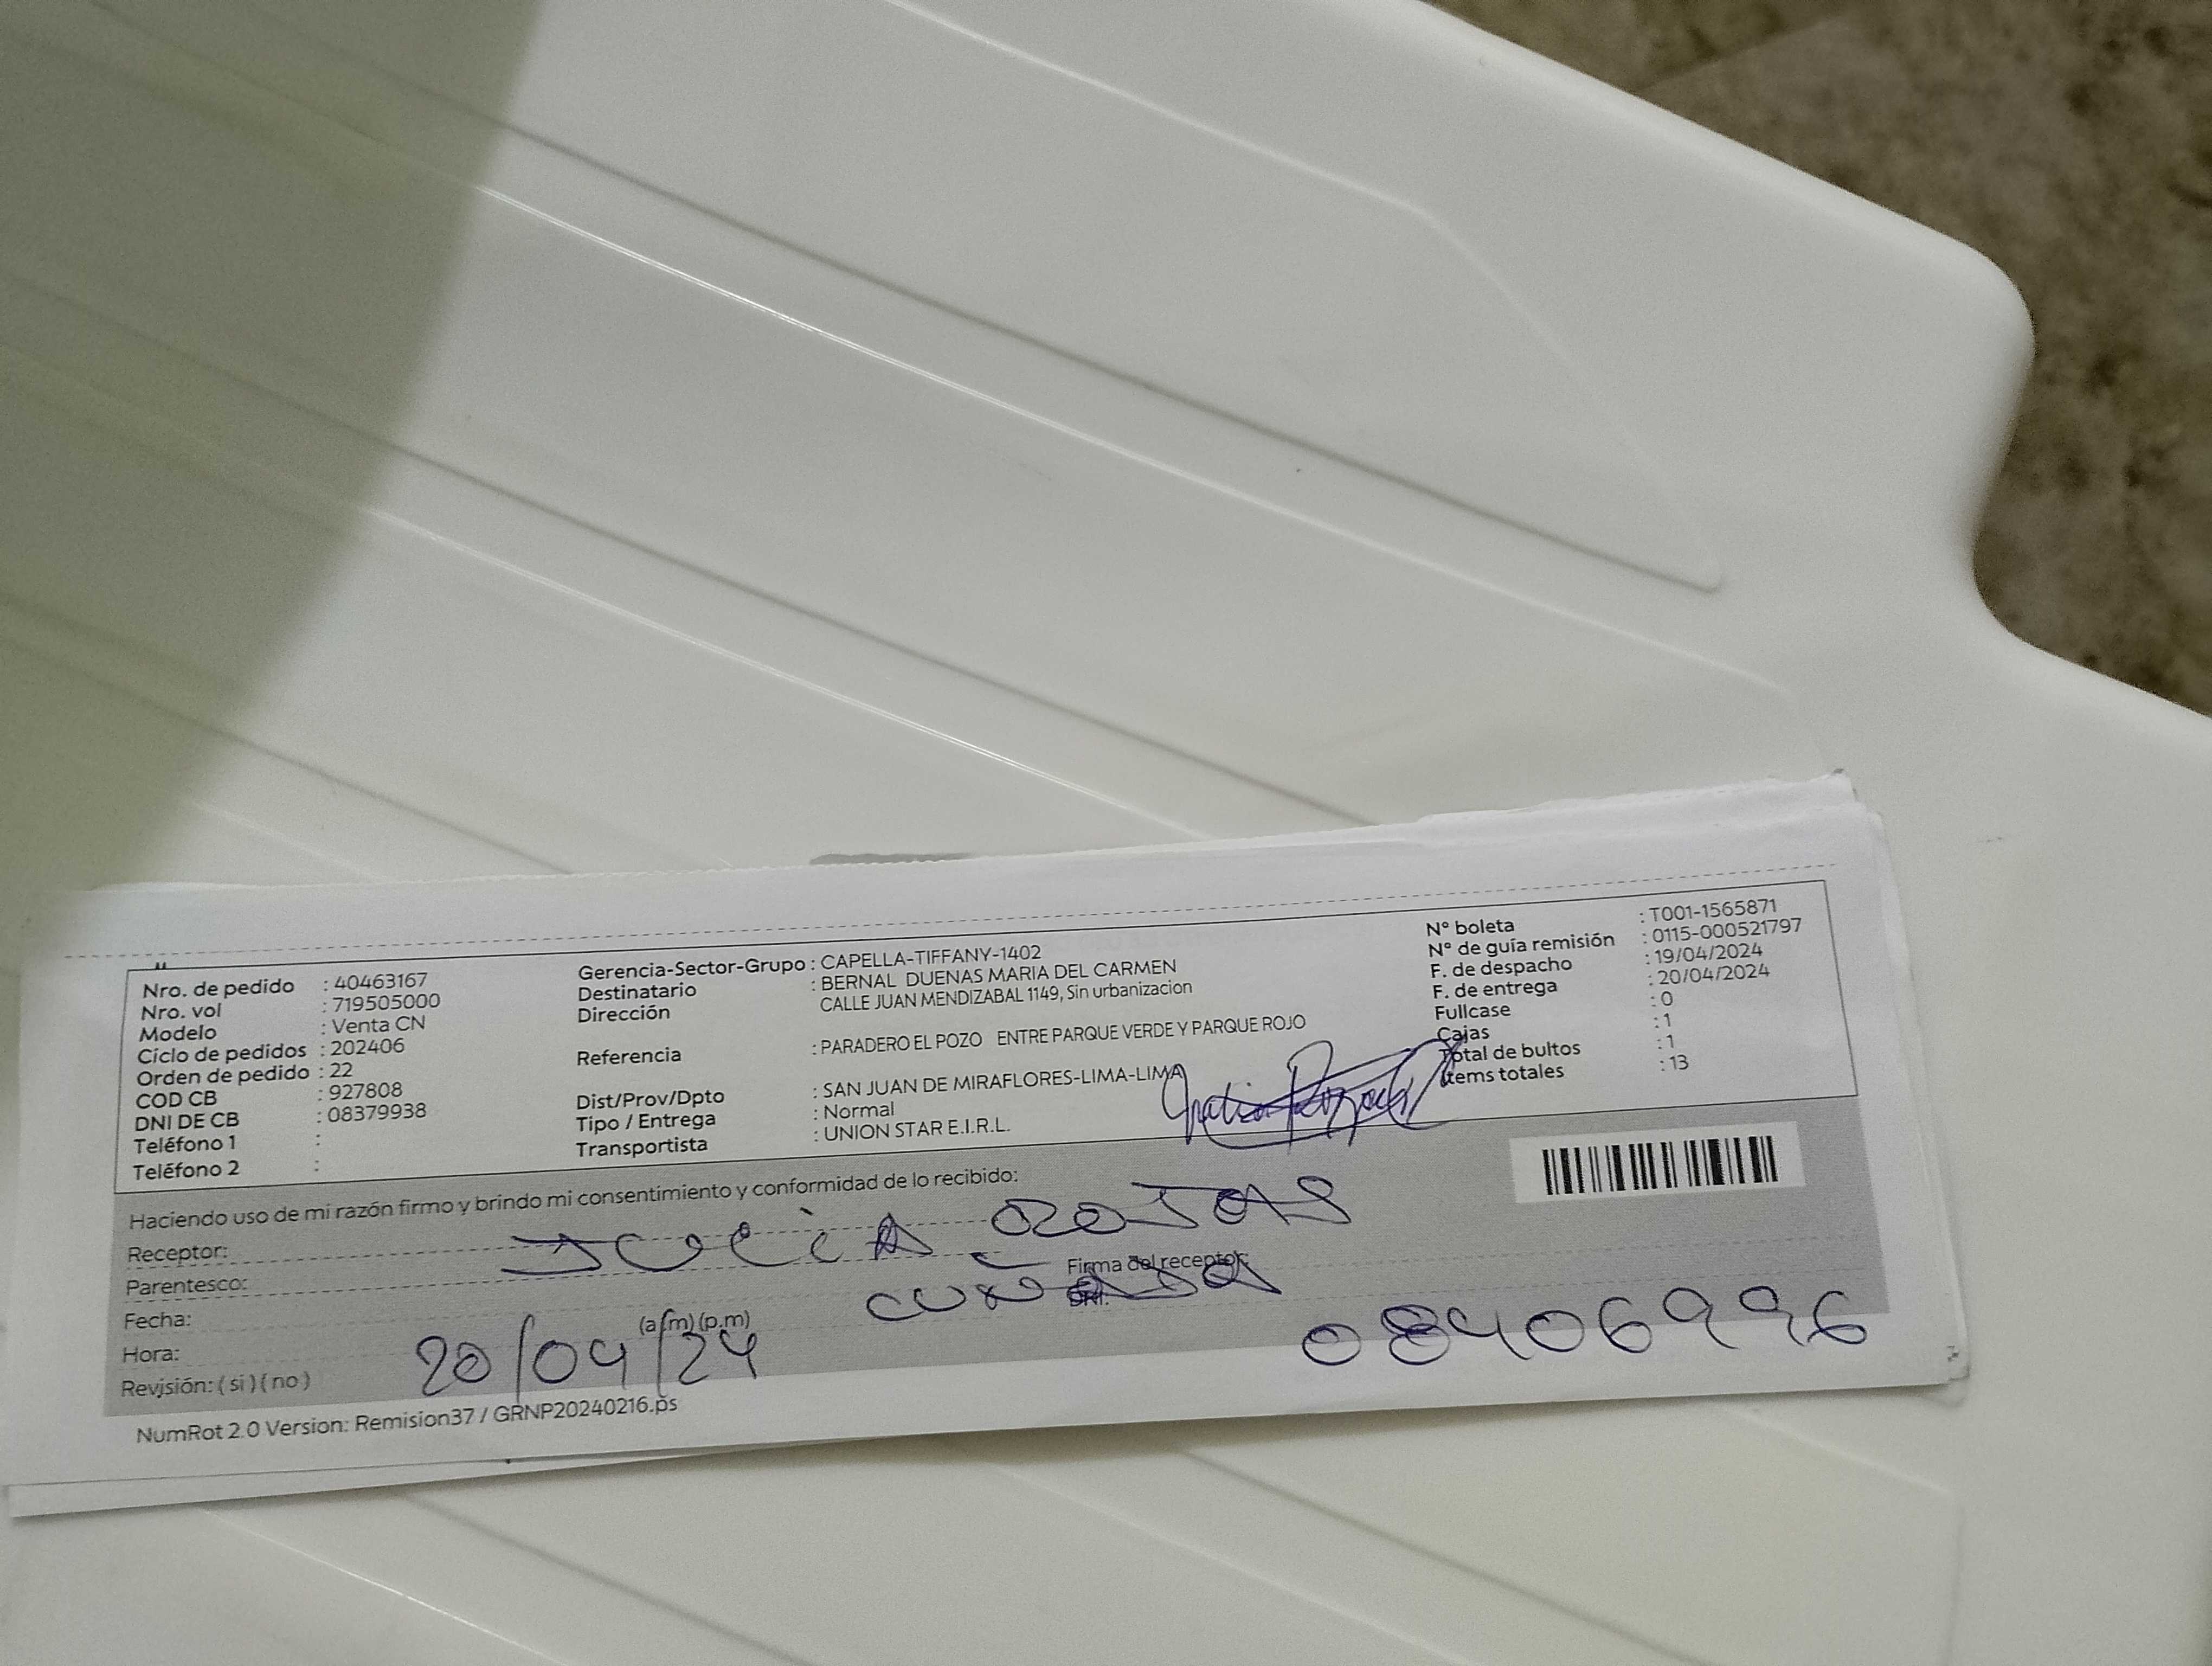 Nro. de pedido : 40463167
Nro. vol : 719505000
Modelo : Venta CN
Ciclo de pedidos : 202406
Orden de pedido : 22
COD CB : 927808
DNI DE CB : 08379938
Teléfono 1 :
Teléfono 2 :
Gerencia-Sector-Grupo : CAPELLA-TIFFANY-1402
Destinatario : BERNAL DUENAS MARIA DEL CARMEN
Dirección CALLE JUAN MENDIZABAL 1149, Sin urbanizacion
Referencia : PARADERO EL POZO ENTRE PARQUE VERDE Y PARQUE ROJO
Dist/Prov/Dpto : SAN JUAN DE MIRAFLORES-LIMA-LIMA
Tipo / Entrega : Normal
Transportista : UNION STAR E.I.R.L.
N° boleta : T001-1565871
N° de guía remisión : 0115-000521797
F. de despacho : 19/04/2024
F. de entrega : 20/04/2024
Fullcase : 0
Cajas : 1
Total de bultos : 1
Items totales : 13
Haciendo uso de mi razón firmo y brindo mi consentimiento y conformidad de lo recibido:
Receptor: JULiA ROJAS
Parentesco: CUÑADA
Firma del receptor:
DNI: 08406996
Fecha: 20/04/24
Hora: (a.m) (p.m)
Revisión: ( si ) ( no )
NumRot 2.0 Version: Remision37 / GRNP20240216.ps